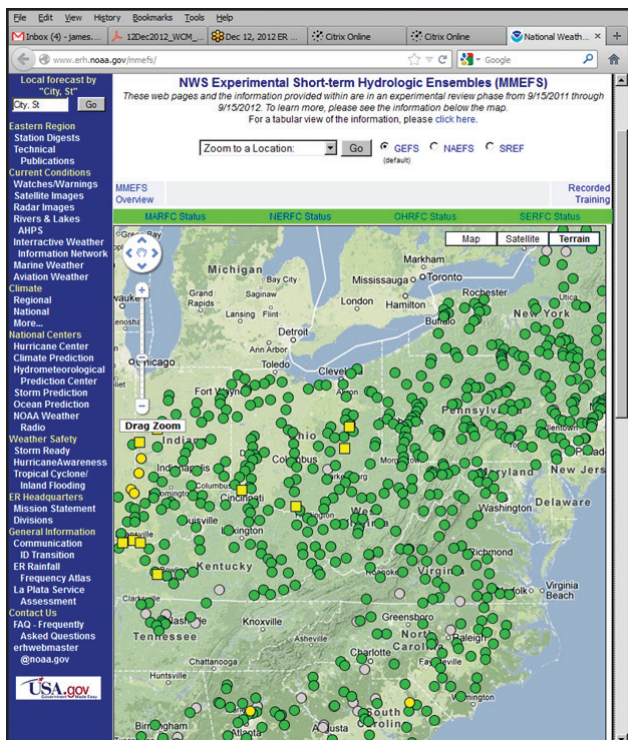 File Edit View History Bookmarks Tools Help
Inbox (4) - james....
12Dec2012_WCM_...
Dec 12, 2012 ER ...
Citrix Online
Citrix Online
National Weath...
www.erh.noaa.gov/mmefs/
Google
Local forecast by
"City, St"
City, St Go
Eastern Region
Station Digests
Technical
Publications
Current Conditions
Watches/Warnings
Satellite Images
Radar Images
Rivers & Lakes
AHPS
Interractive Weather
Information Network
Marine Weather
Aviation Weather
Climate
Regional
National
More...
National Centers
Hurricane Center
Climate Prediction
Hydrometeorological
Prediction Center
Storm Prediction
Ocean Prediction
NOAA Weather
Radio
Weather Safety
Storm Ready
HurricaneAwareness
Tropical Cyclone/
Inland Flooding
ER Headquarters
Mission Statement
Divisions
General Information
Communication
ID Transition
ER Rainfall
Frequency Atlas
La Plata Service
Assessment
Contact Us
FAQ - Frequently
Asked Questions
erhwebmaster
@noaa.gov
USA.gov
Government Made Easy
NWS Experimental Short-term Hydrologic Ensembles (MMEFS)
These web pages and the information provided within are in an experimental review phase from 9/15/2011 through
9/15/2012. To learn more, please see the information below the map.
For a tabular view of the information, please click here.
Zoom to a Location: Go GEFS NAEFS SREF
(default)
MMEFS
Overview
Recorded
Training
MARFC Status NERFC Status OHRFC Status SERFC Status
Map Satellite Terrain
Drag Zoom
Michigan
Grand
Rapids
Bay City
Saginaw
Lansing
Flint
Detroit
Ann Arbor
Toledo
London
Markham
Mississauga
Toronto
Hamilton
Rochester
Buffalo
Utica
New York
Fort Wayne
Akron
Columbus
Cincinnati
Kentucky
Virginia
Richmond
Washington
Delaware
New Jers
Virginia
Beach
Roanoke
Tennessee
Knoxville
Asheville
Chattanooga
Huntsville
Birmingham
Atlanta
Augusta
Greensboro
North
Carolina
Raleigh
Charlotte
South
Carolina